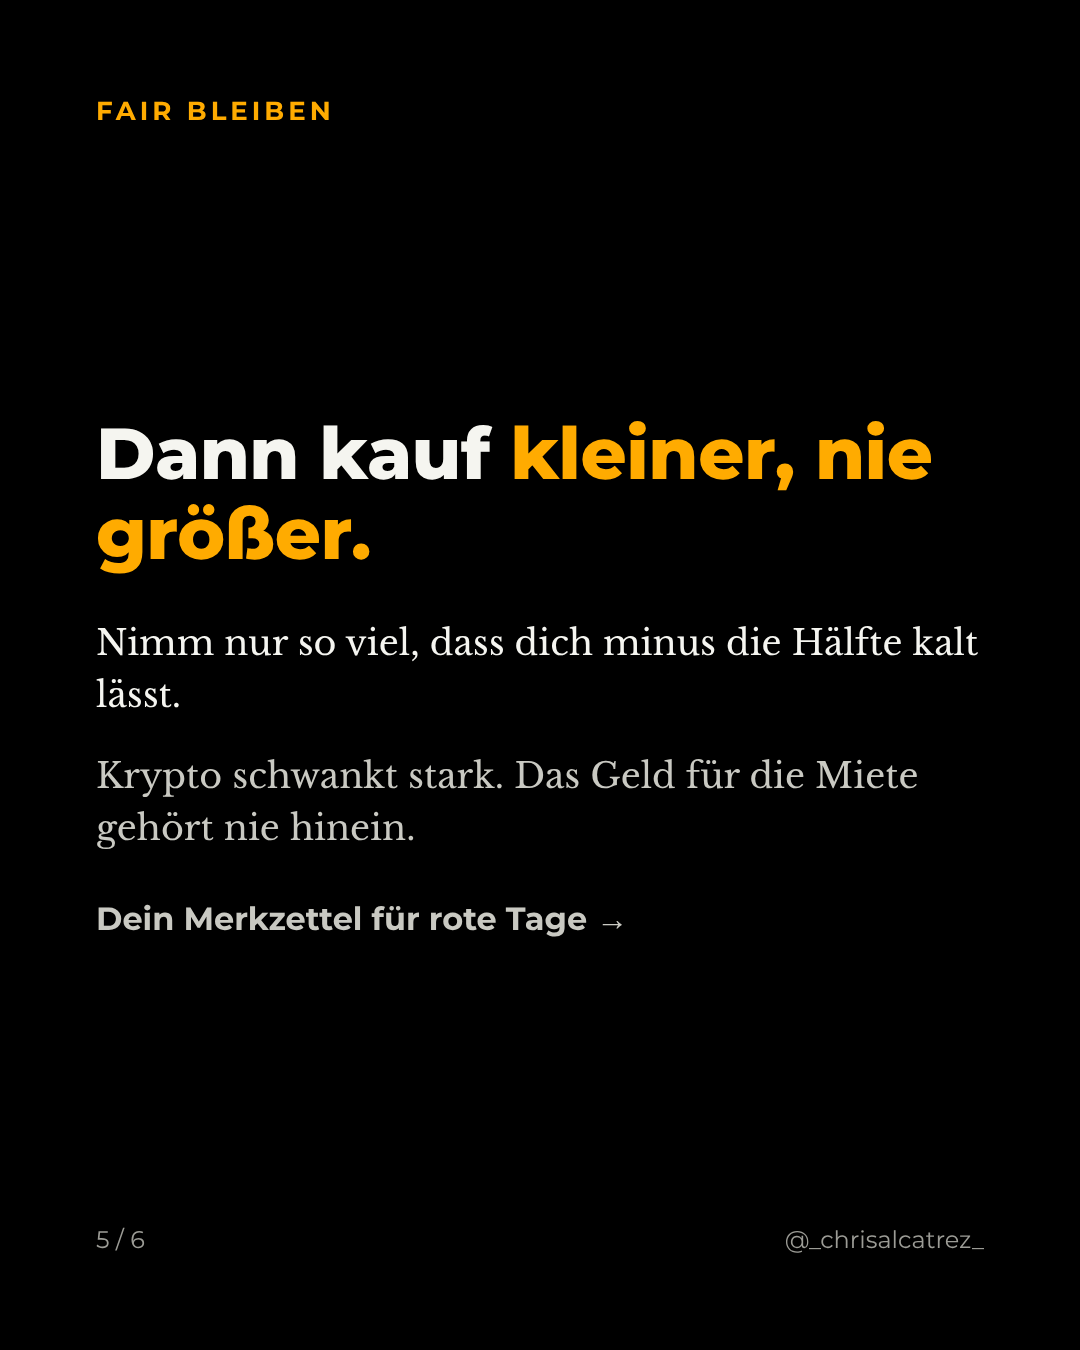 FAIR BLEIBEN
Dann kauf kleiner, nie
größer.
Nimm nur so viel, dass dich minus die Hälfte kalt
lässt.
Krypto schwankt stark. Das Geld für die Miete
gehört nie hinein.
Dein Merkzettel für rote Tage →
5 / 6
@_chrisalcatrez_